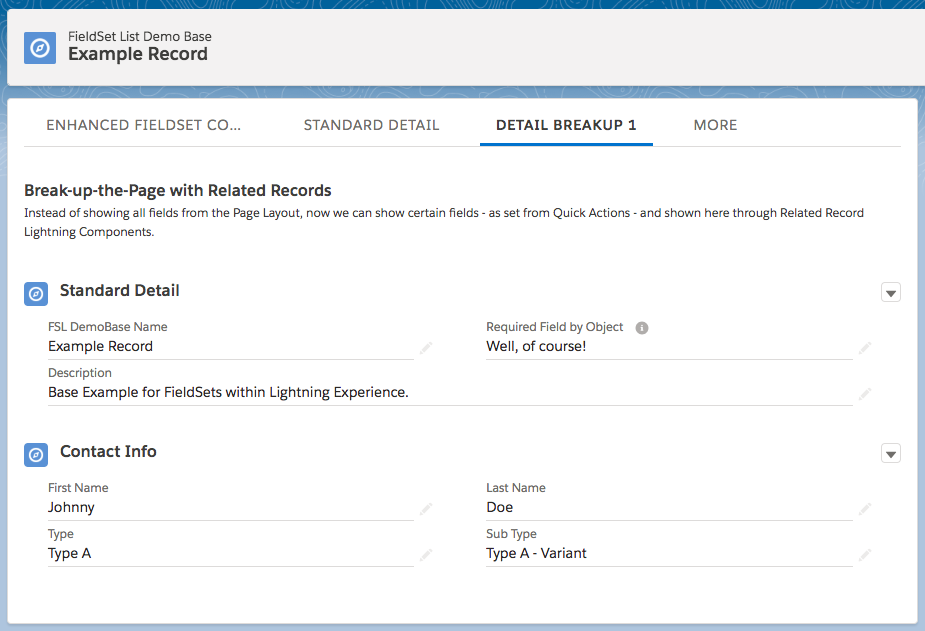 FieldSet List Demo Base
Example Record
ENHANCED FIELDSET CO...
STANDARD DETAIL
DETAIL BREAKUP 1
MORE
Break-up-the-Page with Related Records
Instead of showing all fields from the Page Layout, now we can show certain fields - as set from Quick Actions - and shown here through Related Record
Lightning Components.
Standard Detail
FSL DemoBase Name
Example Record
Required Field by Object
Well, of course!
Description
Base Example for FieldSets within Lightning Experience.
Contact Info
First Name
Johnny
Last Name
Doe
Type
Type A
Sub Type
Type A - Variant